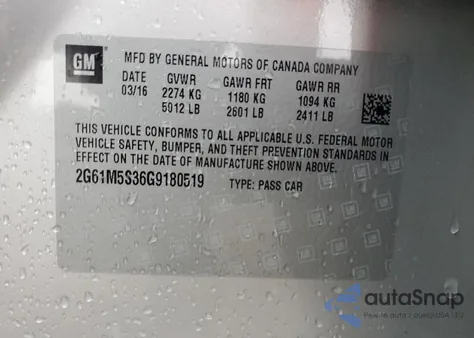 GM
MFD BY GENERAL MOTORS OF CANADA COMPANY
DATE GVWR GAWR FRT GAWR RR
03/16 2274 KG 1180 KG 1094 KG
5012 LB 2601 LB 2411 LB
THIS VEHICLE CONFORMS TO ALL APPLICABLE U.S. FEDERAL MOTOR
VEHICLE SAFETY, BUMPER, AND THEFT PREVENTION STANDARDS IN
EFFECT ON THE DATE OF MANUFACTURE SHOWN ABOVE.
2G61M5S36G9180519 TYPE: PASS CAR
autoSnap